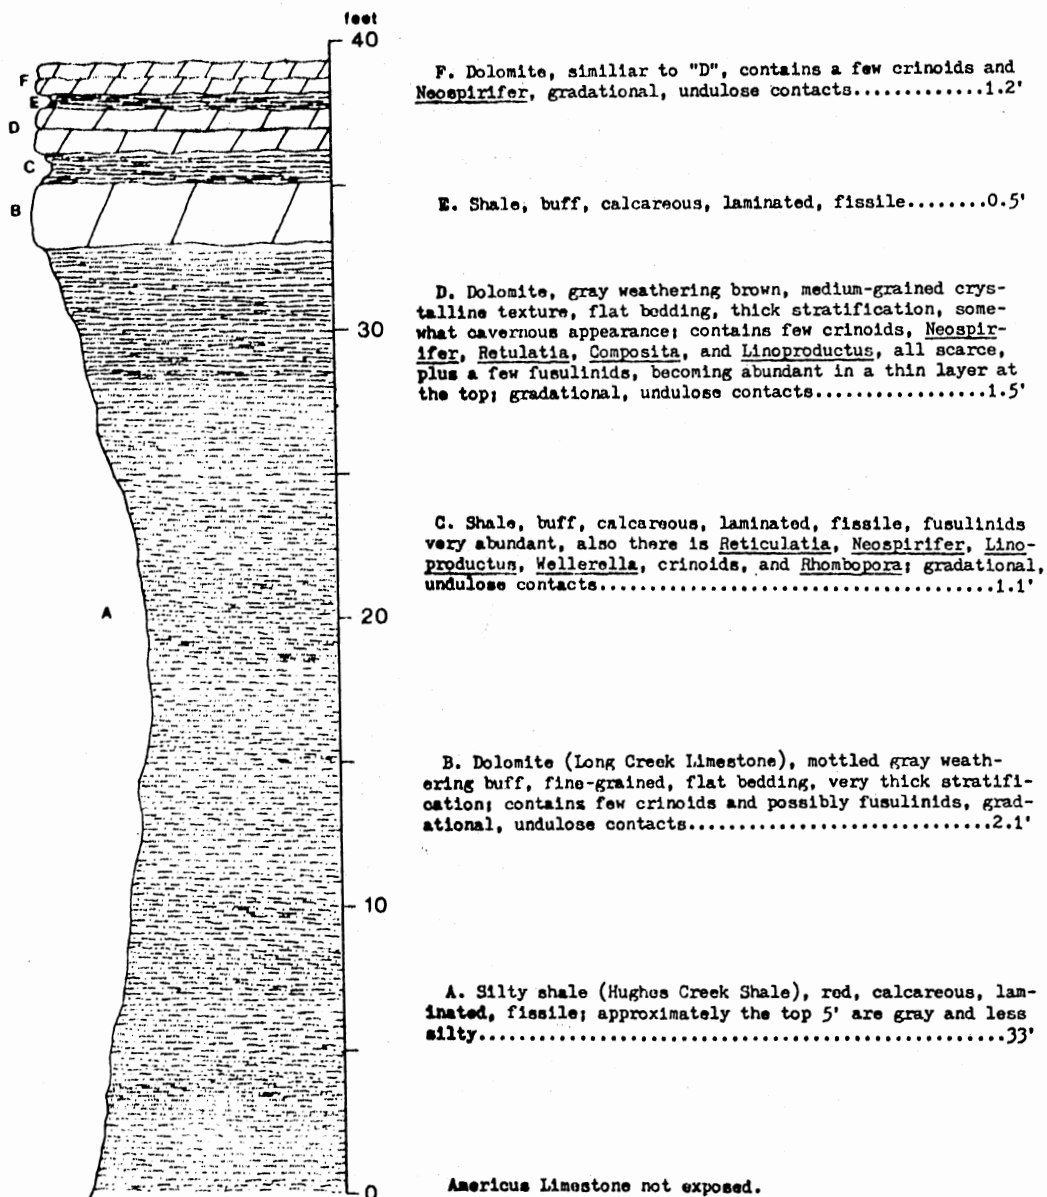 feet
40
F
E
D
C
B
30
A
20
10
0
F. Dolomite, similiar to "D", contains a few crinoids and
Neospirifer, gradational, undulose contacts.............1.2'
E. Shale, buff, calcareous, laminated, fissile........0.5'
D. Dolomite, gray weathering brown, medium-grained crys-
talline texture, flat bedding, thick stratification, some-
what cavernous appearance; contains few crinoids, Neospir-
ifer, Retulatia, Composita, and Linoproductus, all scarce,
plus a few fusulinids, becoming abundant in a thin layer at
the top; gradational, undulose contacts.................1.5'
C. Shale, buff, calcareous, laminated, fissile, fusulinids
very abundant, also there is Reticulatia, Neospirifer, Lino-
productus, Wellerella, crinoids, and Rhombopora; gradational,
undulose contacts.......................................1.1'
B. Dolomite (Long Creek Limestone), mottled gray weath-
ering buff, fine-grained, flat bedding, very thick stratifi-
cation; contains few crinoids and possibly fusulinids, grad-
ational, undulose contacts..............................2.1'
A. Silty shale (Hughes Creek Shale), red, calcareous, lam-
inated, fissile; approximately the top 5' are gray and less
silty....................................................33'
Americus Limestone not exposed.